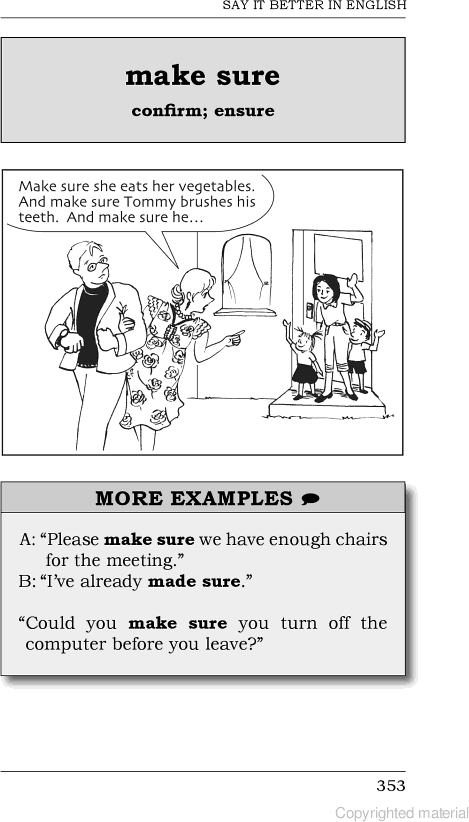 SAY IT BETTER IN ENGLISH
make sure
confirm; ensure
Make sure she eats her vegetables.
And make sure Tommy brushes his
teeth. And make sure he...
MORE EXAMPLES
A: “Please make sure we have enough chairs
for the meeting.”
B: “I’ve already made sure.”
“Could you make sure you turn off the
computer before you leave?”
353
Copyrighted material